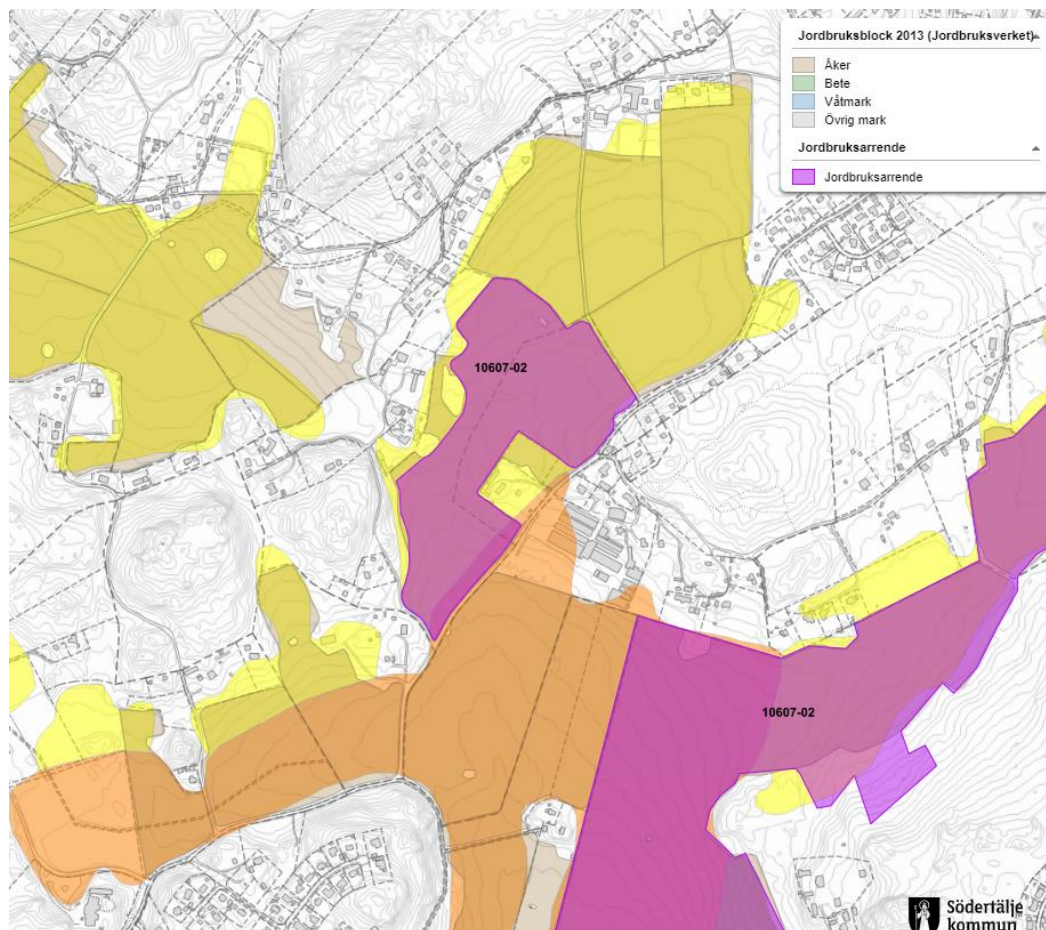 Jordbruksblock 2013 (Jordbruksverket)
Åker
Bete
Våtmark
Övrig mark
Jordbruksarrende
Jordbruksarrende
10607-02
10607-02
Södertälje
kommun